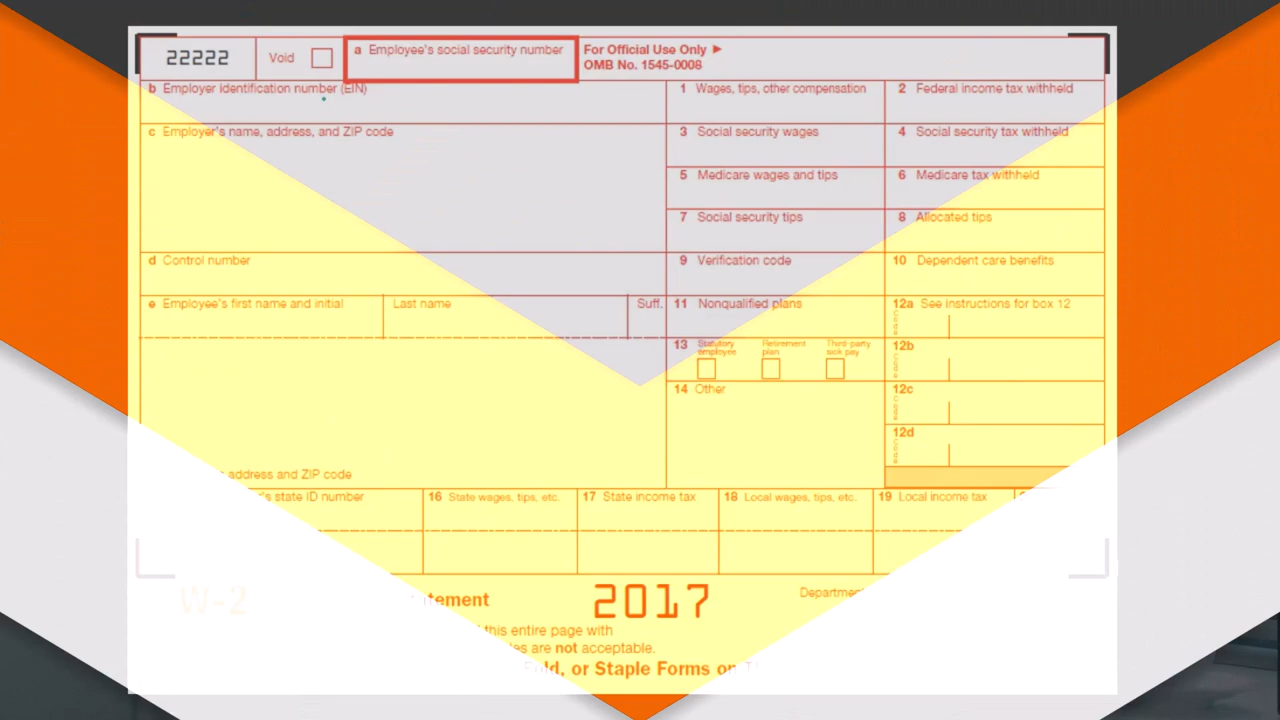 22222 Void a Employee's social security number For Official Use Only ►
OMB No. 1545-0008
b Employer identification number (EIN) 1 Wages, tips, other compensation 2 Federal income tax withheld
c Employer's name, address, and ZIP code 3 Social security wages 4 Social security tax withheld
5 Medicare wages and tips 6 Medicare tax withheld
7 Social security tips 8 Allocated tips
d Control number 9 Verification code 10 Dependent care benefits
e Employee's first name and initial Last name Suff. 11 Nonqualified plans 12a See instructions for box 12
13 Statutory employee Retirement plan Third-party sick pay 12b
14 Other 12c
12d
address and ZIP code
's state ID number 16 State wages, tips, etc. 17 State income tax 18 Local wages, tips, etc. 19 Local income tax
W-2 tement 2017 Department
this entire page with
are not acceptable.
Fold, or Staple Forms on